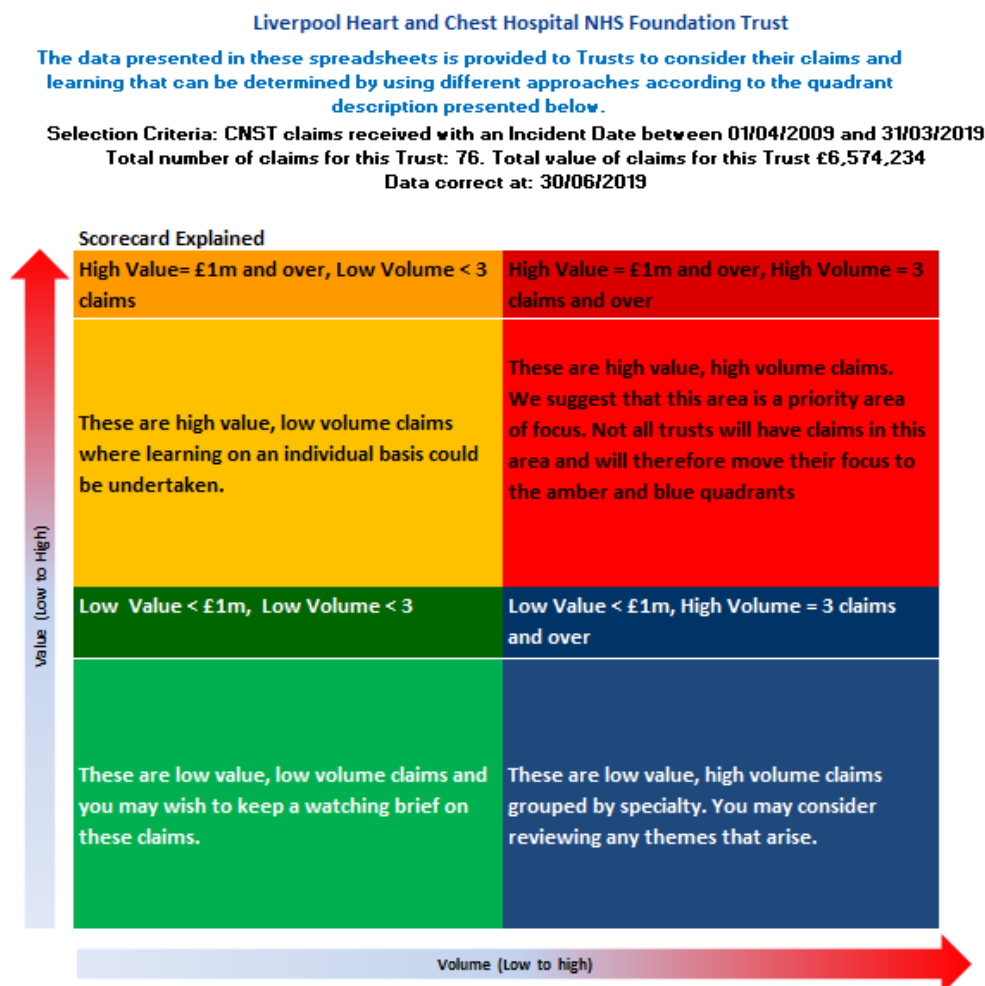 Liverpool Heart and Chest Hospital NHS Foundation Trust
The data presented in these spreadsheets is provided to Trusts to consider their claims and
learning that can be determined by using different approaches according to the quadrant
description presented below.
Selection Criteria: CNST claims received with an Incident Date between 01/04/2009 and 31/03/2019
Total number of claims for this Trust: 76. Total value of claims for this Trust £6,574,234
Data correct at: 30/06/2019
Scorecard Explained
High Value= £1m and over, Low Volume < 3
claims
High Value = £1m and over, High Volume = 3
claims and over
These are high value, low volume claims
where learning on an individual basis could
be undertaken.
These are high value, high volume claims.
We suggest that this area is a priority area
of focus. Not all trusts will have claims in this
area and will therefore move their focus to
the amber and blue quadrants
Value (Low to High)
Low Value < £1m, Low Volume < 3
Low Value < £1m, High Volume = 3 claims
and over
These are low value, low volume claims and
you may wish to keep a watching brief on
these claims.
These are low value, high volume claims
grouped by specialty. You may consider
reviewing any themes that arise.
Volume (Low to high)